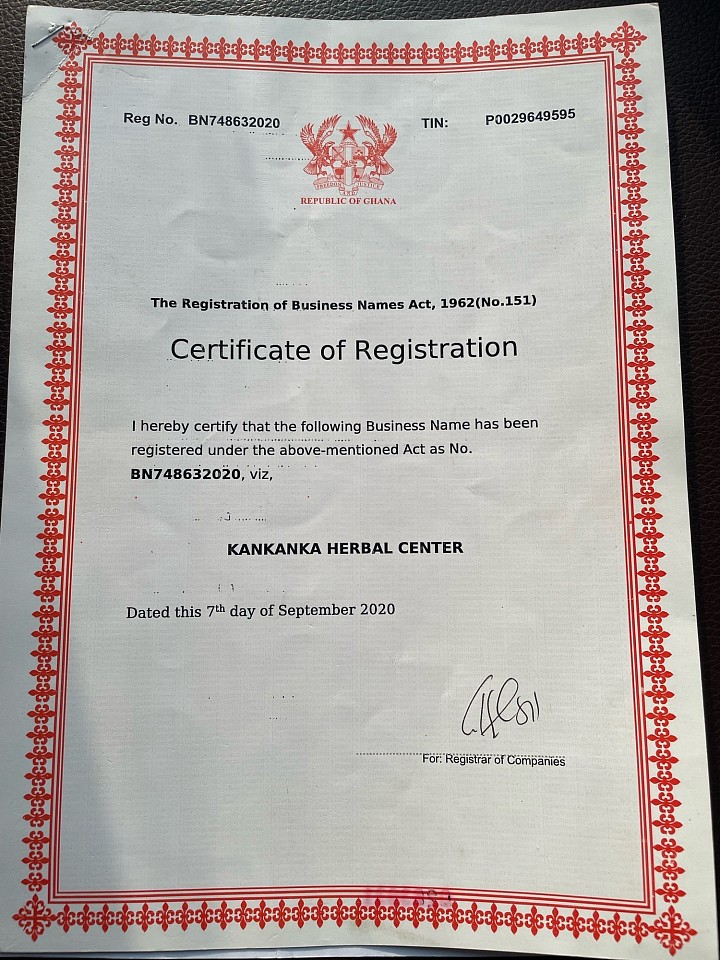 Reg No. BN748632020
TIN: P0029649595
FREEDOM AND JUSTICE
REPUBLIC OF GHANA
The Registration of Business Names Act, 1962(No.151)
Certificate of Registration
I hereby certify that the following Business Name has been
registered under the above-mentioned Act as No.
BN748632020, viz,
KANKANKA HERBAL CENTER
Dated this 7th day of September 2020
For: Registrar of Companies